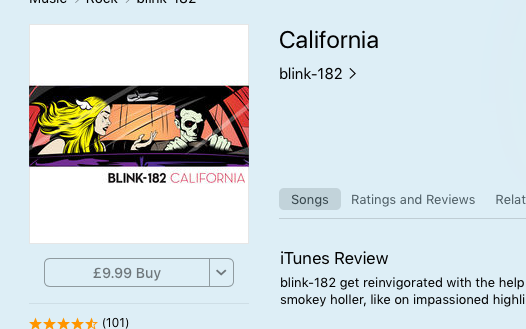 Music > Rock > blink-182
California
blink-182 >
BLINK-182 CALIFORNIA
Songs
Ratings and Reviews
Relat
£9.99 Buy
iTunes Review
blink-182 get reinvigorated with the help
smokey holler, like on impassioned highli
(101)